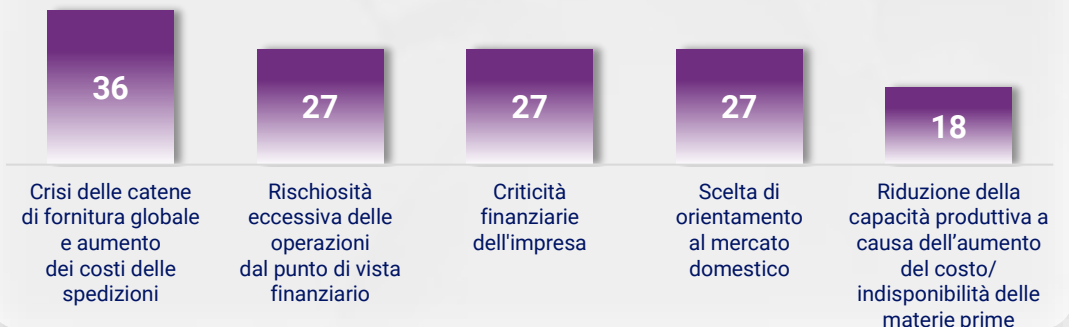 36
27
27
27
18
Crisi delle catene
di fornitura globale
e aumento
dei costi delle
spedizioni
Rischiosità
eccessiva delle
operazioni
dal punto di vista
finanziario
Criticità
finanziarie
dell'impresa
Scelta di
orientamento
al mercato
domestico
Riduzione della
capacità produttiva a
causa dell’aumento
del costo/
indisponibilità delle
materie prime